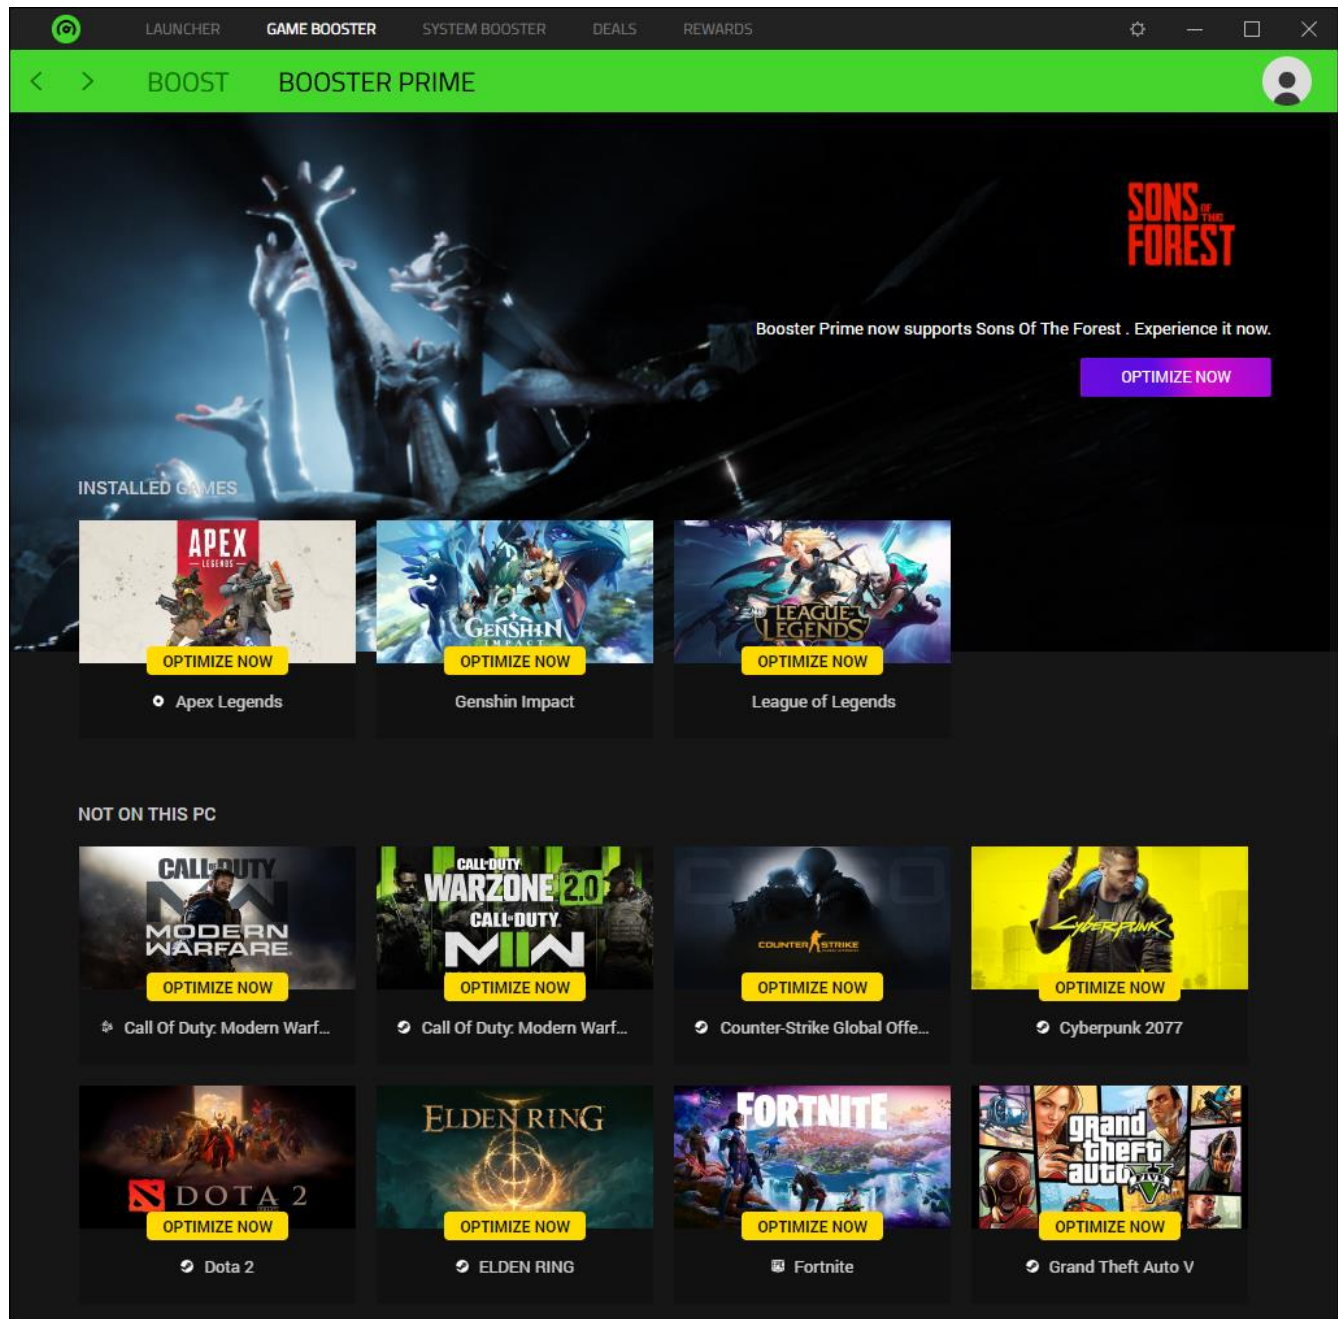 LAUNCHER GAME BOOSTER SYSTEM BOOSTER DEALS REWARDS
BOOST BOOSTER PRIME
SONS OF THE
FOREST
Booster Prime now supports Sons Of The Forest . Experience it now.
OPTIMIZE NOW
INSTALLED GAMES
APEX
LEGENDS
GENSHIN
IMPACT
LEAGUE OF
LEGENDS
OPTIMIZE NOW OPTIMIZE NOW OPTIMIZE NOW
Apex Legends Genshin Impact League of Legends
NOT ON THIS PC
CALL OF DUTY
MW
MODERN
WARFARE
CALL OF DUTY
WARZONE 2.0
CALL OF DUTY
MWII
CSGO
COUNTER STRIKE
CYBERPUNK
OPTIMIZE NOW OPTIMIZE NOW OPTIMIZE NOW OPTIMIZE NOW
Call Of Duty: Modern Warf... Call Of Duty: Modern Warf... Counter-Strike Global Offe... Cyberpunk 2077
DOTA 2
ELDEN RING
FORTNITE
grand
theft
auto
FIVE
OPTIMIZE NOW OPTIMIZE NOW OPTIMIZE NOW OPTIMIZE NOW
Dota 2 ELDEN RING Fortnite Grand Theft Auto V